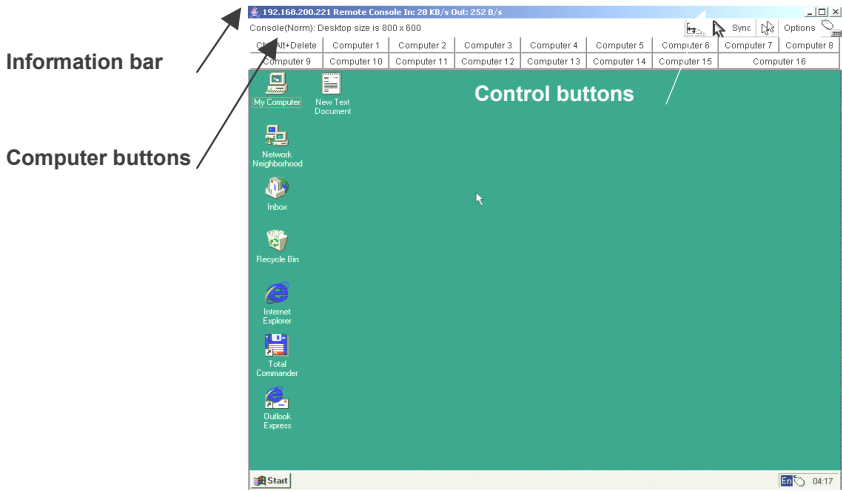 192.168.200.221 Remote Console In: 28 KB/s Out: 252 B/s
Console(Norm): Desktop size is 800 x 600
Sync
Options
Alt+Delete Computer 1 Computer 2 Computer 3 Computer 4 Computer 5 Computer 6 Computer 7 Computer 8
Computer 9 Computer 10 Computer 11 Computer 12 Computer 13 Computer 14 Computer 15 Computer 16
Information bar
Computer buttons
Control buttons
My Computer
New Text
Document
Network
Neighborhood
Inbox
Recycle Bin
Internet
Explorer
Total
Commander
Outlook
Express
Start
En
04:17